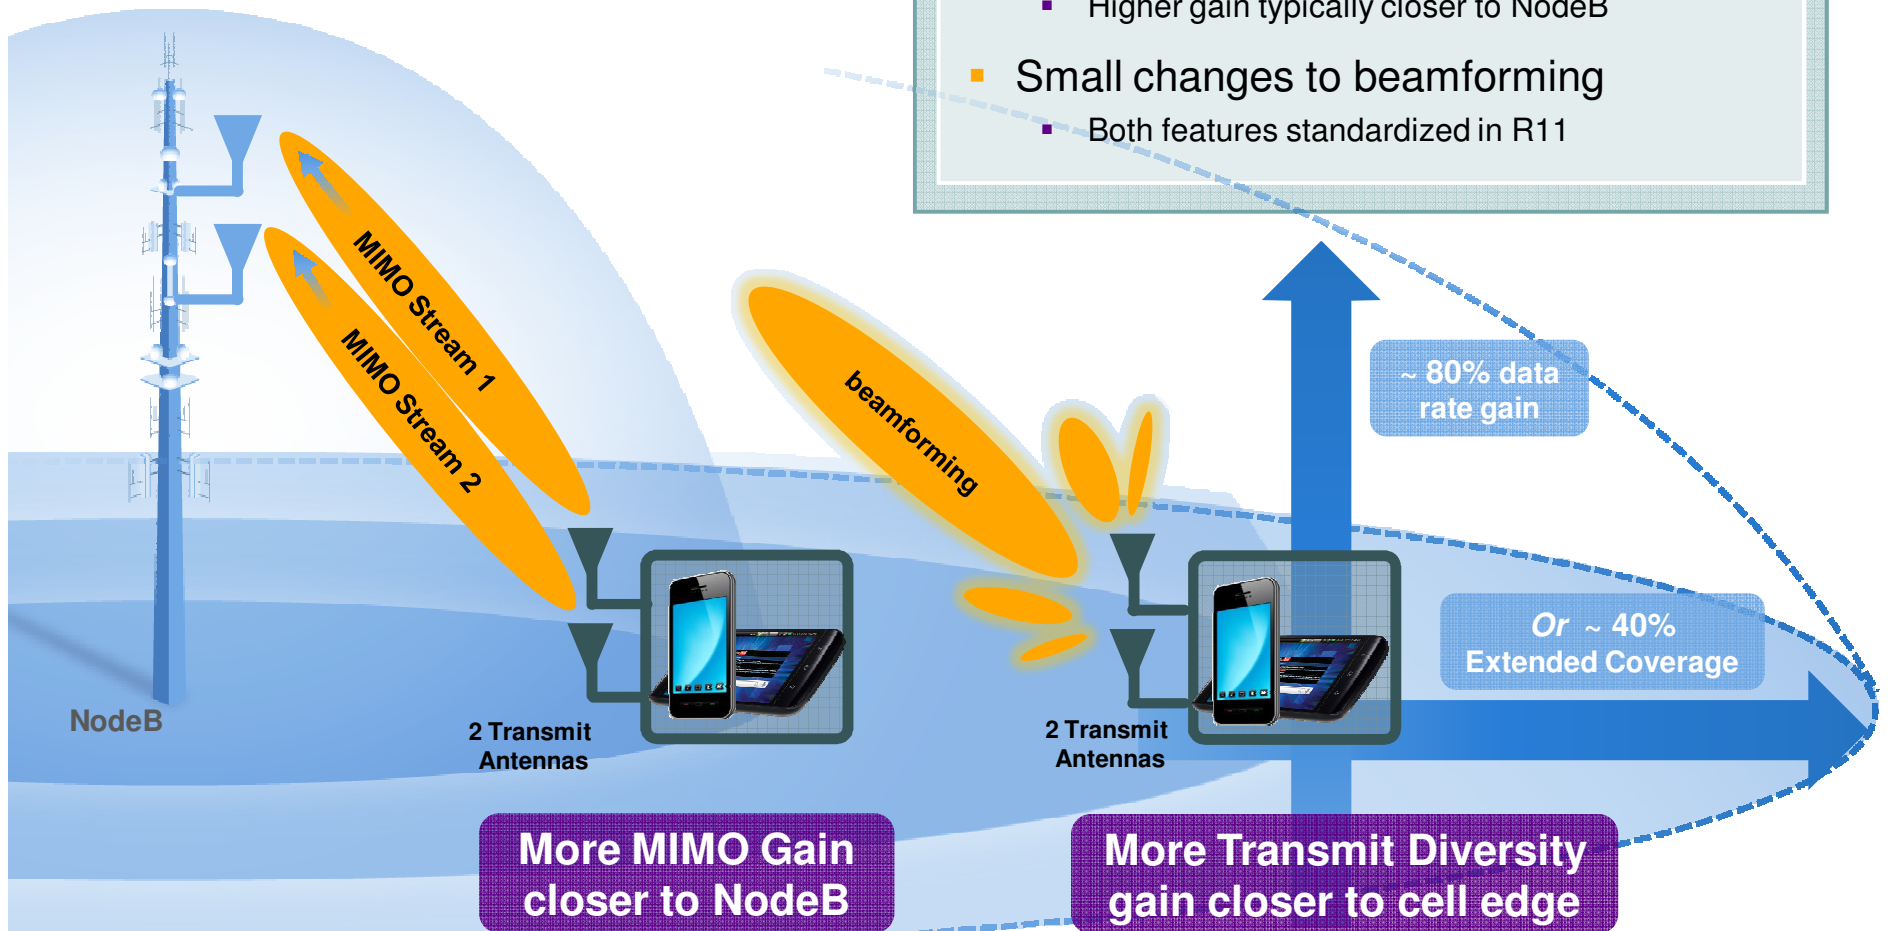 Higher gain typically closer to NodeB
Small changes to beamforming
Both features standardized in R11
MIMO Stream 1
MIMO Stream 2
beamforming
~ 80% data
rate gain
Or ~ 40%
Extended Coverage
NodeB
2 Transmit
Antennas
2 Transmit
Antennas
More MIMO Gain
closer to NodeB
More Transmit Diversity
gain closer to cell edge